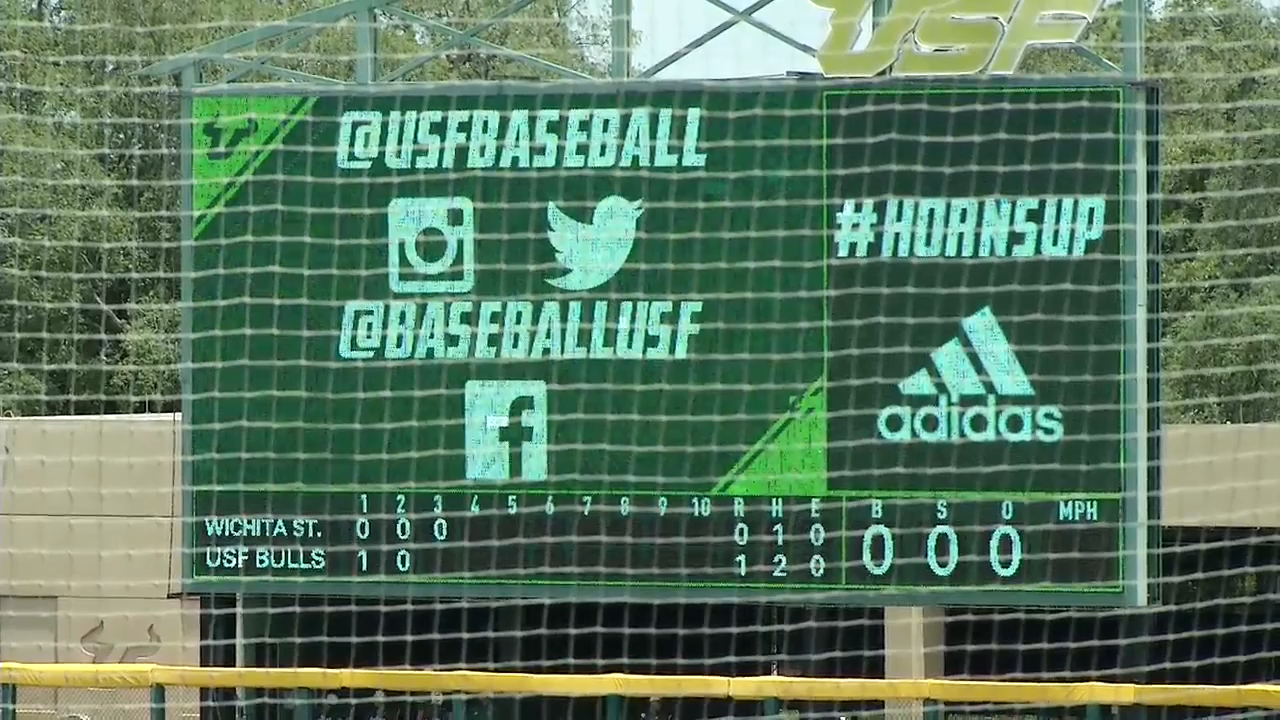 USF
@USFBASEBALL
#HORNSUP
@BASEBALLUSF
adidas
1 2 3 4 5 6 7 8 9 10 R H E B S O MPH
WICHITA ST. 0 0 0 0 1 0 0 0 0
USF BULLS 1 0 1 2 0